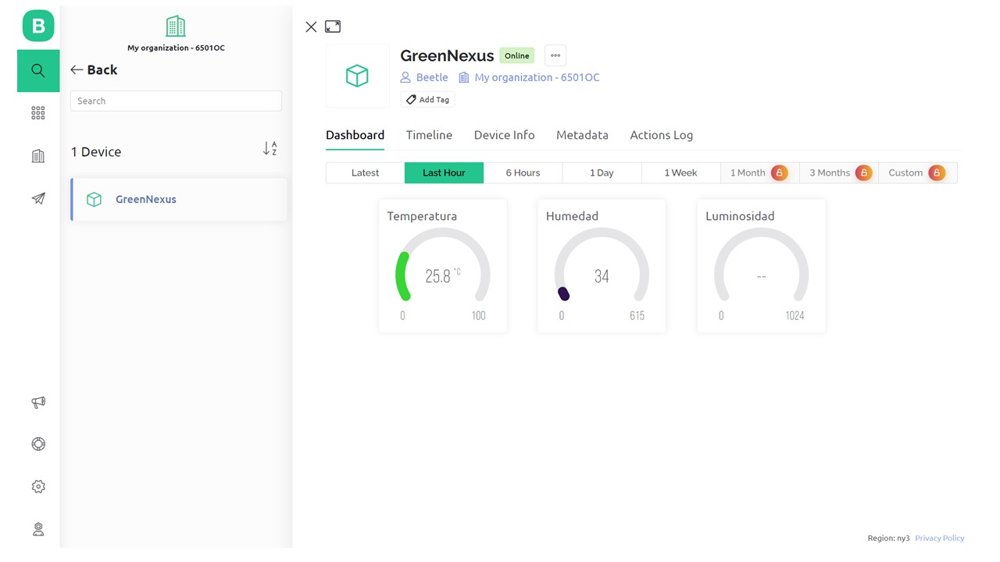 B
My organization - 6501OC
Back
Search
1 Device
A
Z
GreenNexus
GreenNexus Online
Beetle My organization - 6501OC
Add Tag
Dashboard Timeline Device Info Metadata Actions Log
Latest Last Hour 6 Hours 1 Day 1 Week 1 Month 3 Months Custom
Temperatura
25.8 °C
0 100
Humedad
34
0 615
Luminosidad
--
0 1024
Region: ny3 Privacy Policy